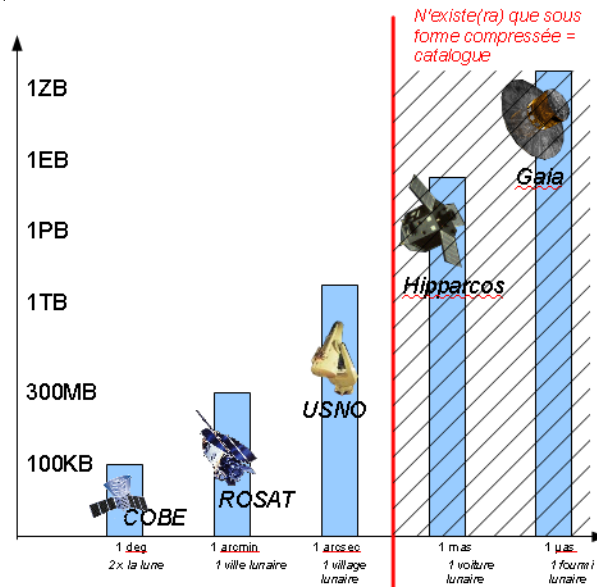 N'existe(ra) que sous
forme compressée =
catalogue
1ZB
1EB
1PB
1TB
300MB
100KB
Gaia
Hipparcos
USNO
ROSAT
COBE
1 deg
2x la lune
1 arcmin
1 ville lunaire
1 arcsec
1 village
lunaire
1 mas
1 voiture
lunaire
1 µas
1 fourmi
lunaire